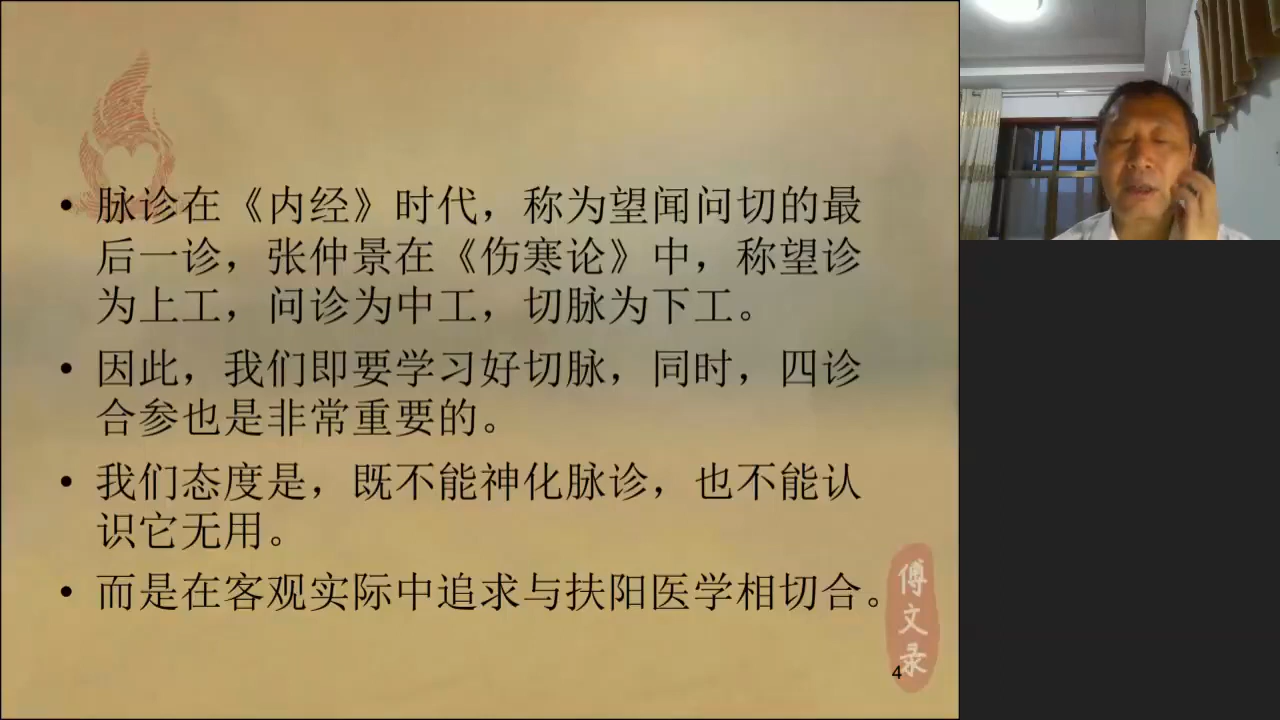 • 脉诊在《内经》时代，称为望闻问切的最
后一诊，张仲景在《伤寒论》中，称望诊
为上工，问诊为中工，切脉为下工。
• 因此，我们即要学习好切脉，同时，四诊
合参也是非常重要的。
• 我们态度是，既不能神化脉诊，也不能认
识它无用。
• 而是在客观实际中追求与扶阳医学相切合。
傅文录
4